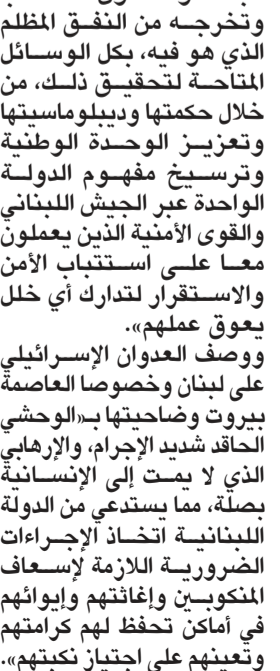 وتخرجه من النفق المظلم
الذي هو فيه، بكل الوسائل
المتاحة لتحقيق ذلك، من
خلال حكمتها وديبلوماسيتها
وتعزيز الوحدة الوطنية
وترسيخ مفهوم الدولة
الواحدة عبر الجيش اللبناني
والقوى الأمنية الذين يعملون
معا على استتباب الأمن
والاستقرار لتدارك أي خلل
يعوق عملهم».
ووصف العدوان الإسرائيلي
على لبنان وخصوصا العاصمة
بيروت وضاحيتها بـ«الوحشي
الحاقد شديد الإجرام، والإرهابي
الذي لا يمت إلى الإنسانية
بصلة، مما يستدعي من الدولة
اللبنانية اتخاذ الإجراءات
الضرورية اللازمة لإسعاف
المنكوبين وإغاثتهم وإيوائهم
في أماكن تحفظ لهم كرامتهم
وتعينهم على اجتياز نكبتهم».